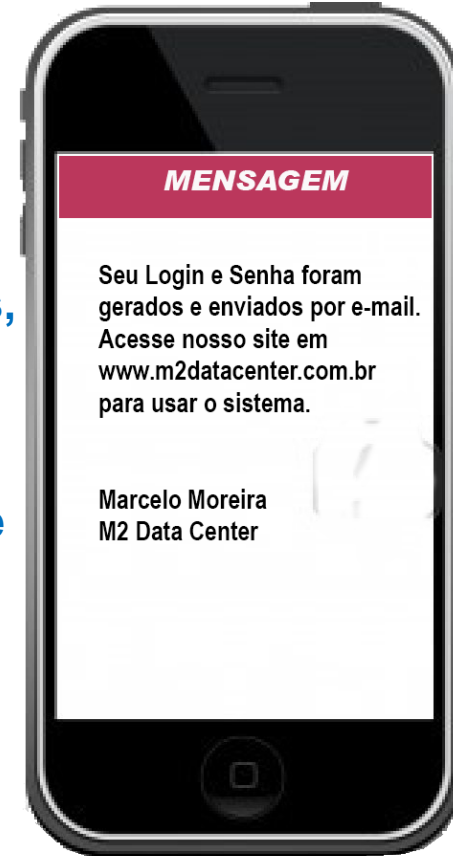 MENSAGEM
Seu Login e Senha foram
gerados e enviados por e-mail.
Acesse nosso site em
www.m2datacenter.com.br
para usar o sistema.
Marcelo Moreira
M2 Data Center